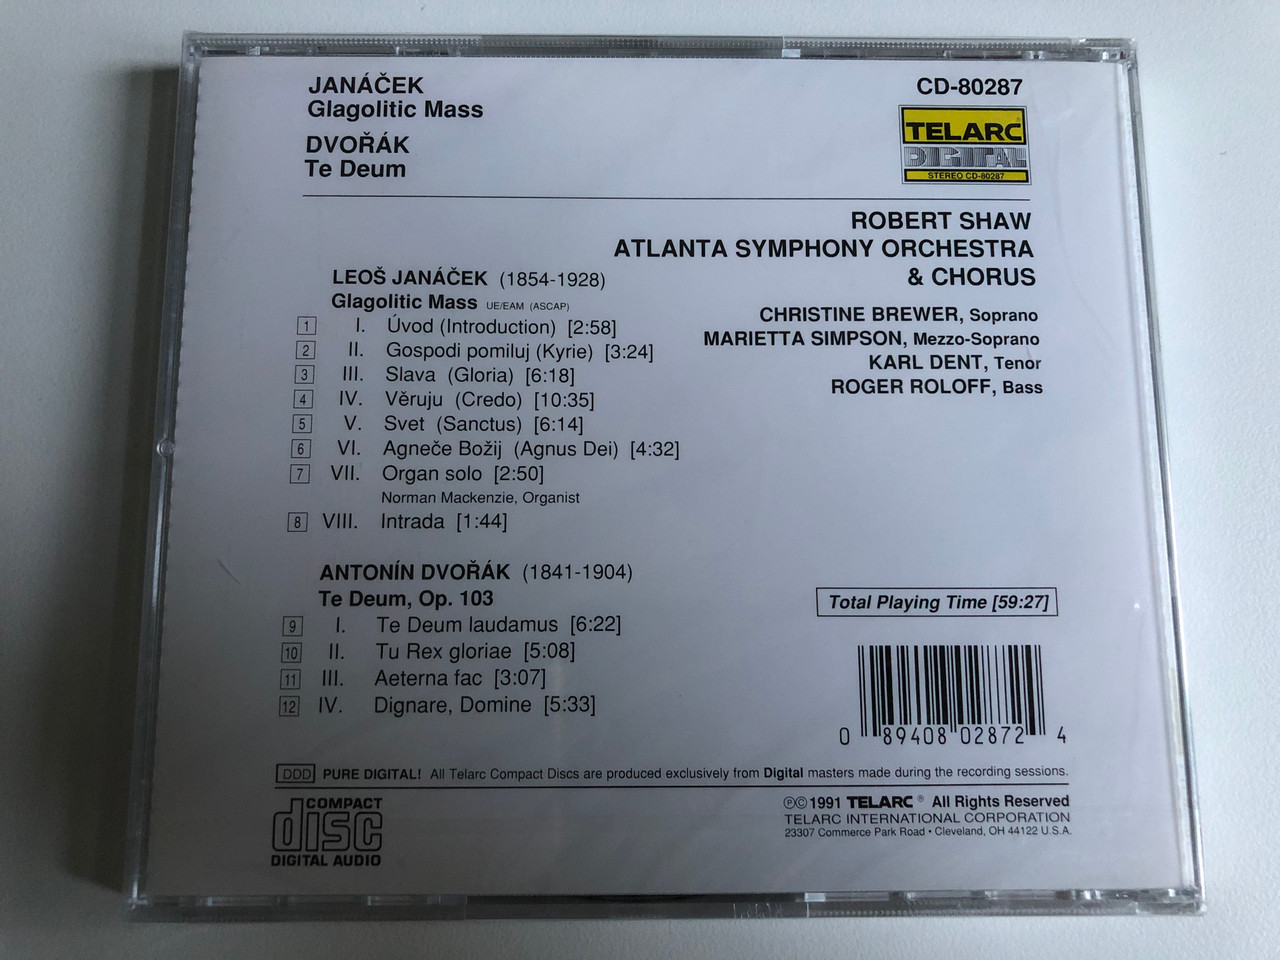 JANÁČEK
Glagolitic Mass
DVOŘÁK
Te Deum
CD-80287
TELARC®
DIGITAL
STEREO CD-80287
ROBERT SHAW
ATLANTA SYMPHONY ORCHESTRA
& CHORUS
CHRISTINE BREWER, Soprano
MARIETTA SIMPSON, Mezzo-Soprano
KARL DENT, Tenor
ROGER ROLOFF, Bass
LEOŠ JANÁČEK (1854-1928)
Glagolitic Mass UE/EAM (ASCAP)
1 I. Úvod (Introduction) [2:58]
2 II. Gospodi pomiluj (Kyrie) [3:24]
3 III. Slava (Gloria) [6:18]
4 IV. Věruju (Credo) [10:35]
5 V. Svet (Sanctus) [6:14]
6 VI. Agneče Božij (Agnus Dei) [4:32]
7 VII. Organ solo [2:50]
Norman Mackenzie, Organist
8 VIII. Intrada [1:44]
ANTONÍN DVOŘÁK (1841-1904)
Te Deum, Op. 103
9 I. Te Deum laudamus [6:22]
10 II. Tu Rex gloriae [5:08]
11 III. Aeterna fac [3:07]
12 IV. Dignare, Domine [5:33]
Total Playing Time [59:27]
0 89408 02872 4
DDD PURE DIGITAL! All Telarc Compact Discs are produced exclusively from Digital masters made during the recording sessions.
COMPACT
disc
DIGITAL AUDIO
℗© 1991 TELARC® All Rights Reserved
TELARC INTERNATIONAL CORPORATION
23307 Commerce Park Road • Cleveland, OH 44122 U.S.A.